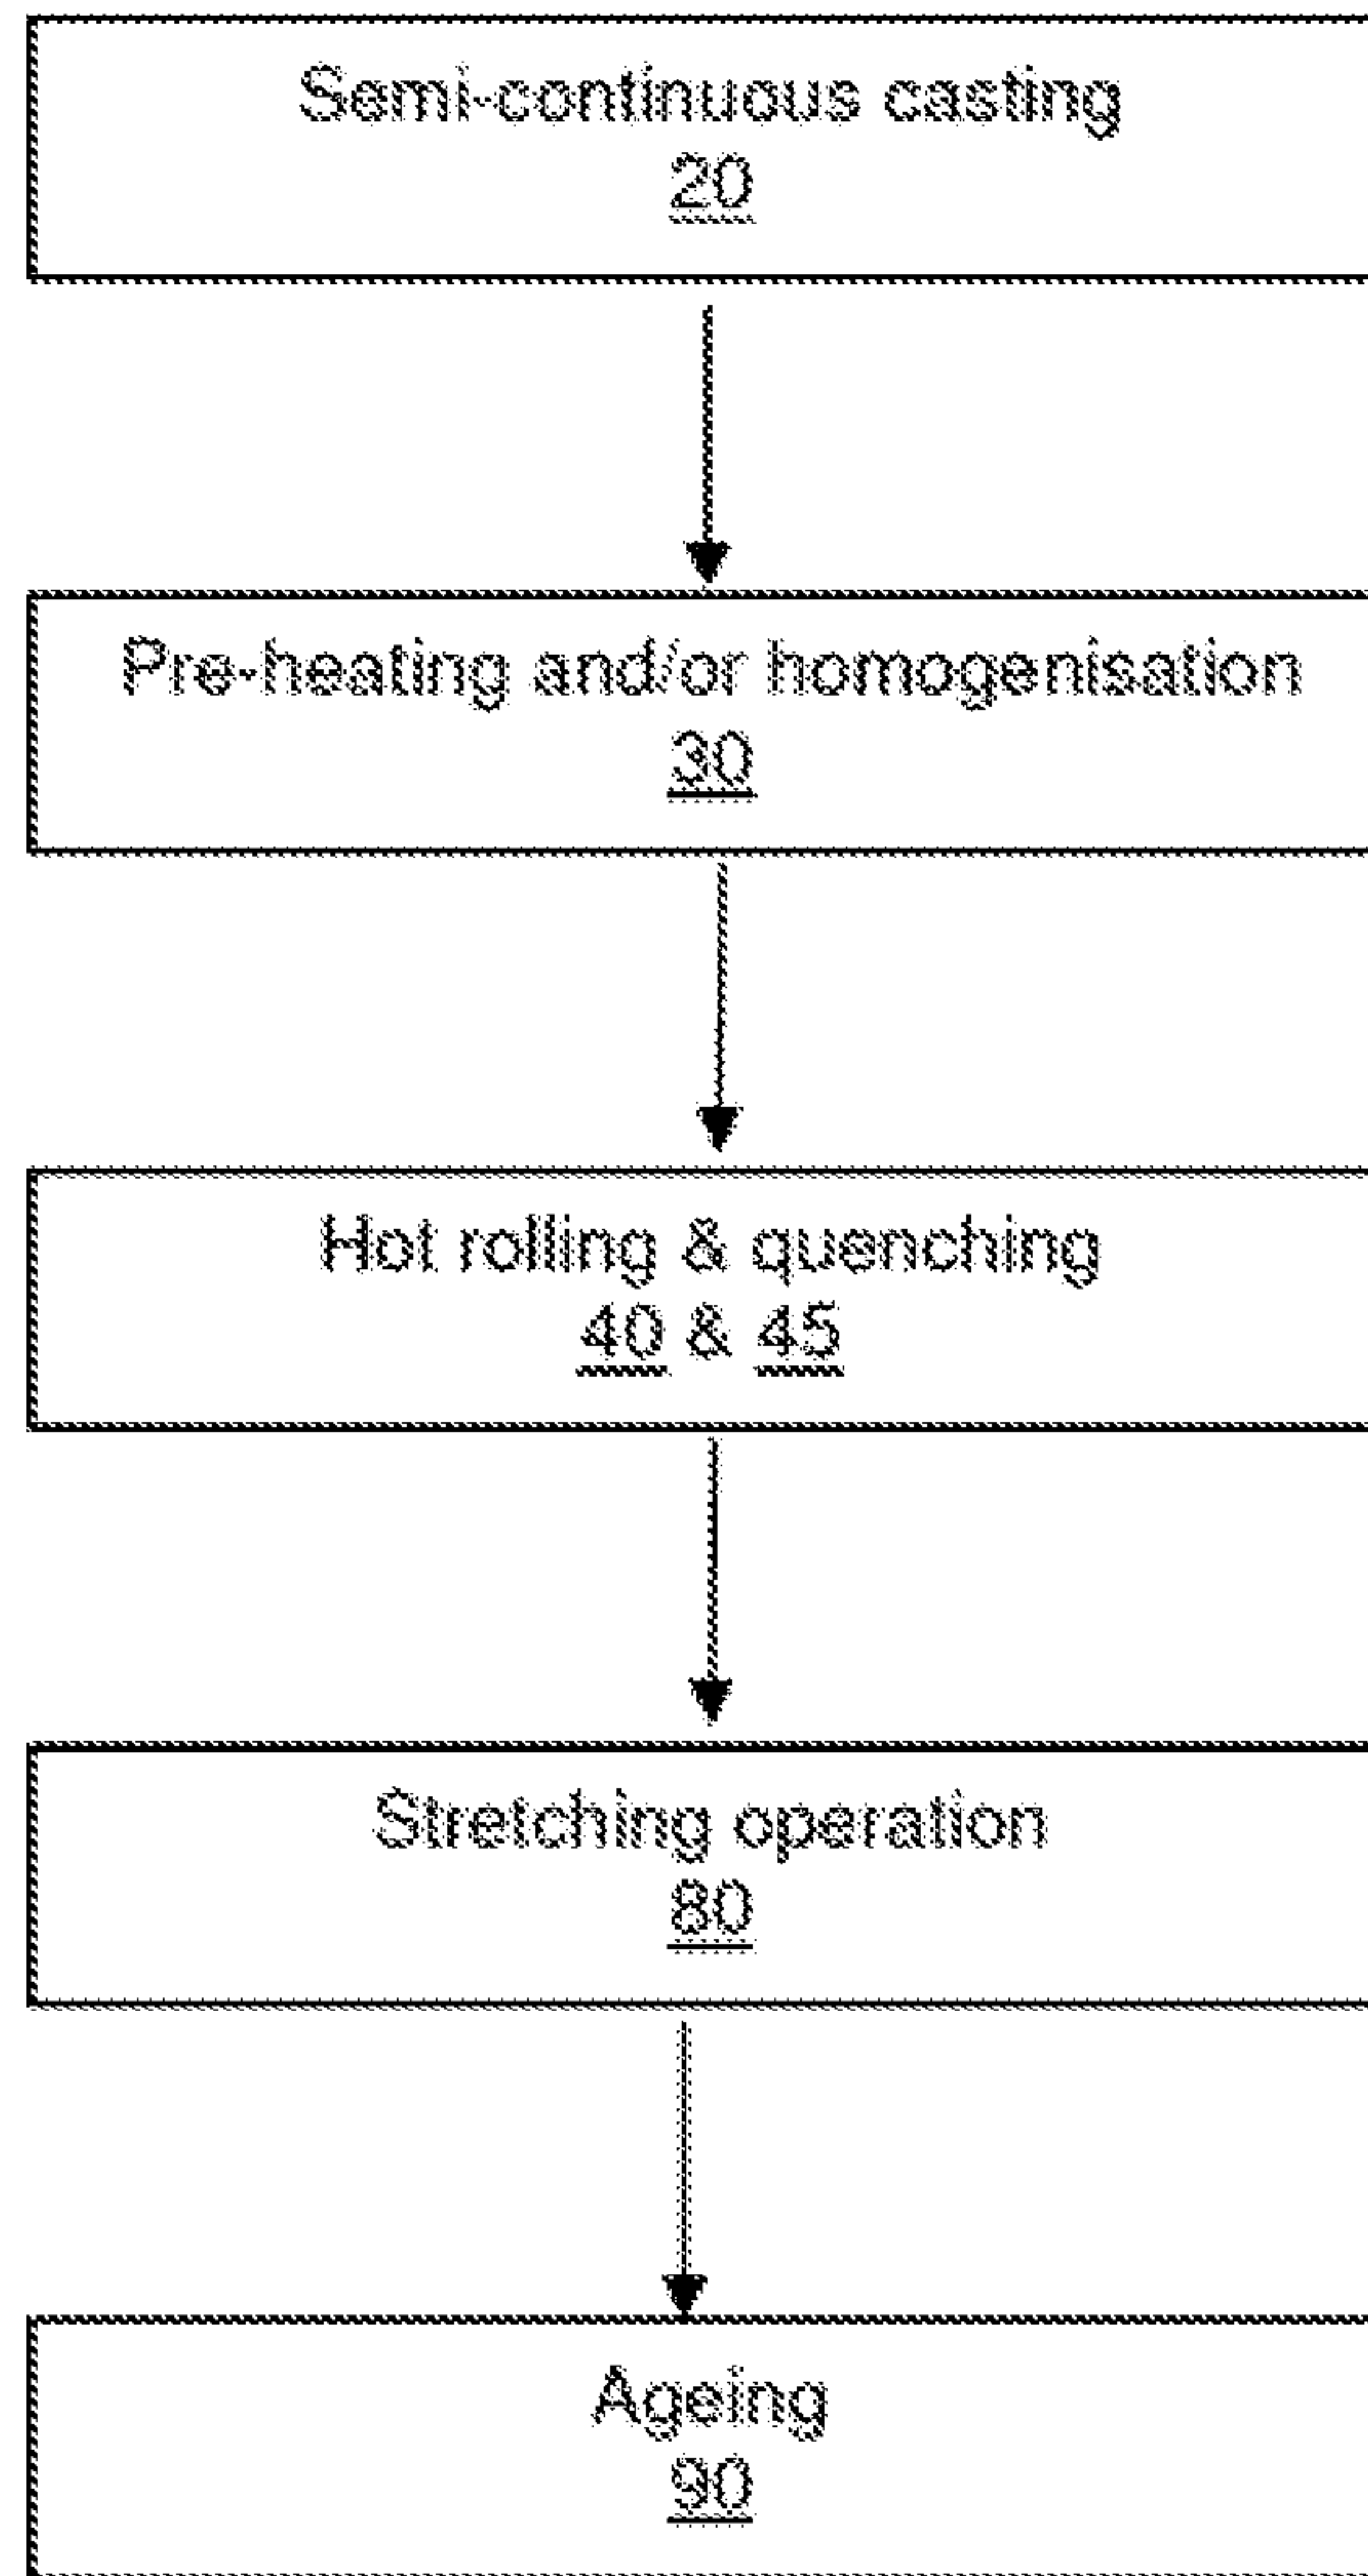 Semi-continuous casting
20
Pre-heating and/or homogenisation
30
Hot rolling & quenching
40 & 45
Stretching operation
80
Ageing
90